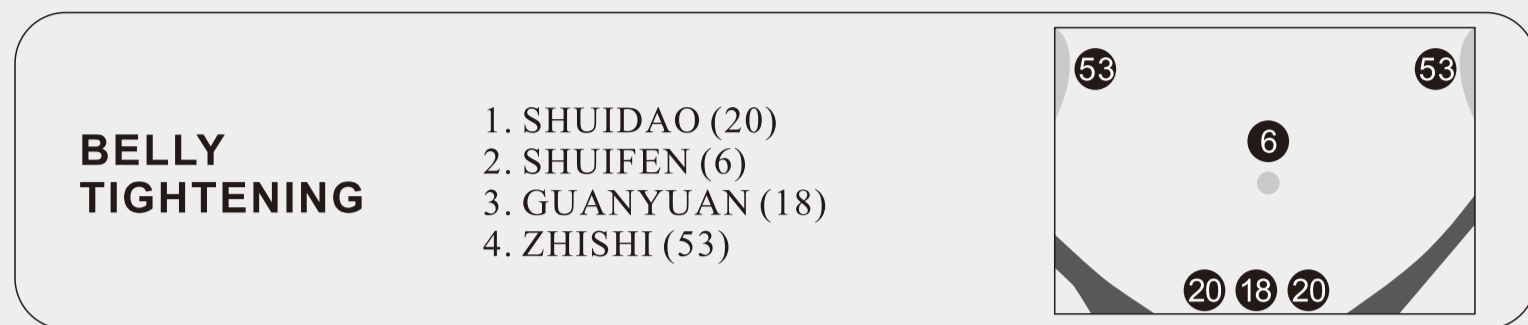 BELLY
TIGHTENING
1. SHUIDAO (20)
2. SHUIFEN (6)
3. GUANYUAN (18)
4. ZHISHI (53)
53 53
6
20 18 20